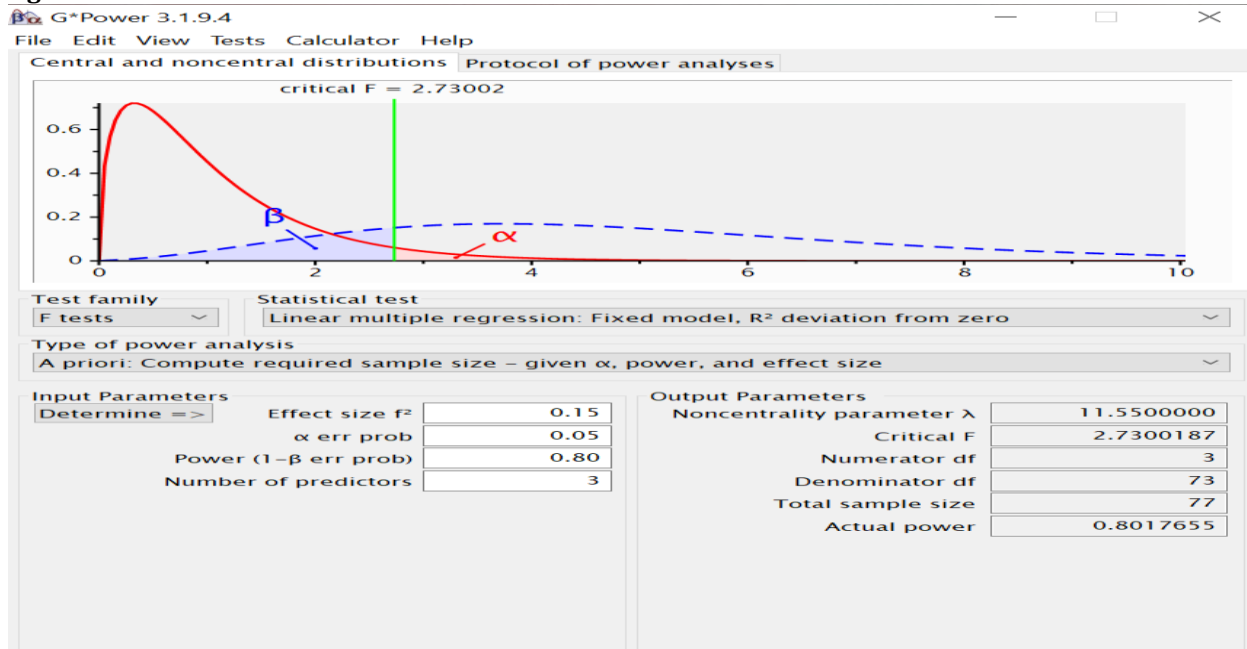 G*Power 3.1.9.4
File Edit View Tests Calculator Help
Central and noncentral distributions Protocol of power analyses
critical F = 2.73002
0.6
0.4
0.2
0
β
α
0 2 4 6 8 10
Test family Statistical test
F tests Linear multiple regression: Fixed model, R² deviation from zero
Type of power analysis
A priori: Compute required sample size – given α, power, and effect size
Input Parameters
Determine => Effect size f² 0.15
α err prob 0.05
Power (1-β err prob) 0.80
Number of predictors 3
Output Parameters
Noncentrality parameter λ 11.5500000
Critical F 2.7300187
Numerator df 3
Denominator df 73
Total sample size 77
Actual power 0.8017655